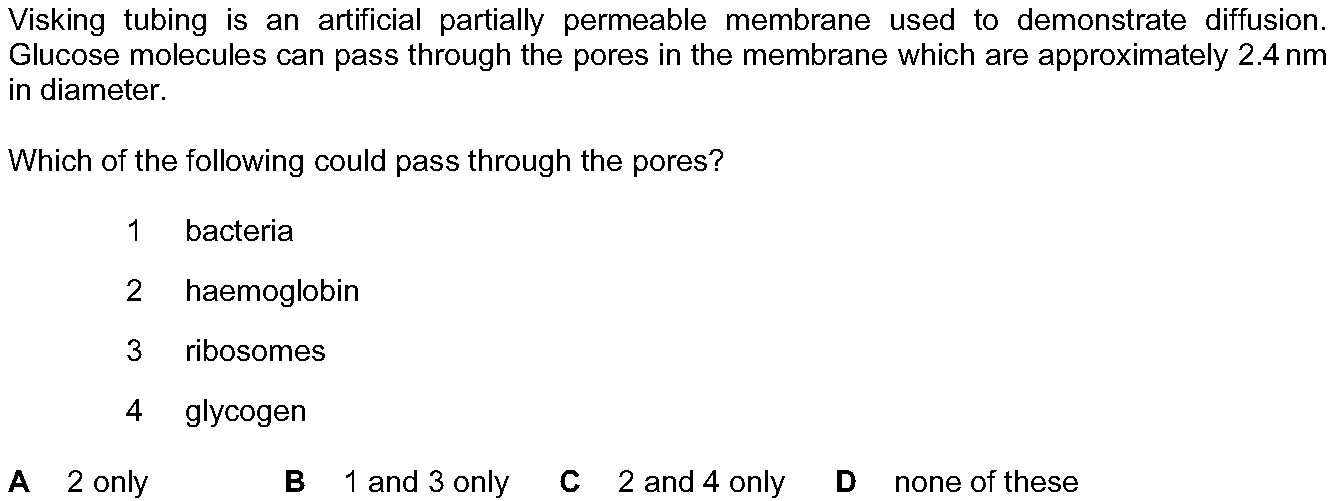 Visking tubing is an artificial partially permeable membrane used to demonstrate diffusion.
Glucose molecules can pass through the pores in the membrane which are approximately 2.4 nm
in diameter.
Which of the following could pass through the pores?
1 bacteria
2 haemoglobin
3 ribosomes
4 glycogen
A 2 only B 1 and 3 only C 2 and 4 only D none of these